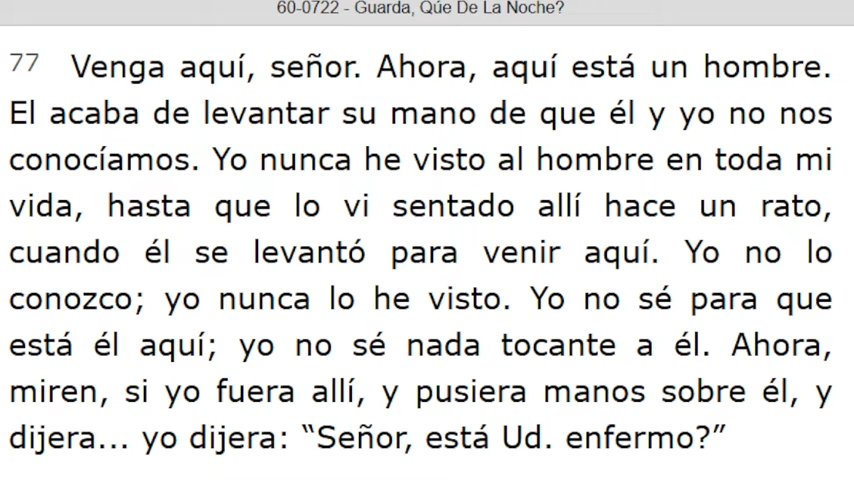 60-0722 - Guarda, Qúe De La Noche?
77 Venga aquí, señor. Ahora, aquí está un hombre.
El acaba de levantar su mano de que él y yo no nos
conocíamos. Yo nunca he visto al hombre en toda mi
vida, hasta que lo vi sentado allí hace un rato,
cuando él se levantó para venir aquí. Yo no lo
conozco; yo nunca lo he visto. Yo no sé para que
está él aquí; yo no sé nada tocante a él. Ahora,
miren, si yo fuera allí, y pusiera manos sobre él, y
dijera... yo dijera: “Señor, está Ud. enfermo?”